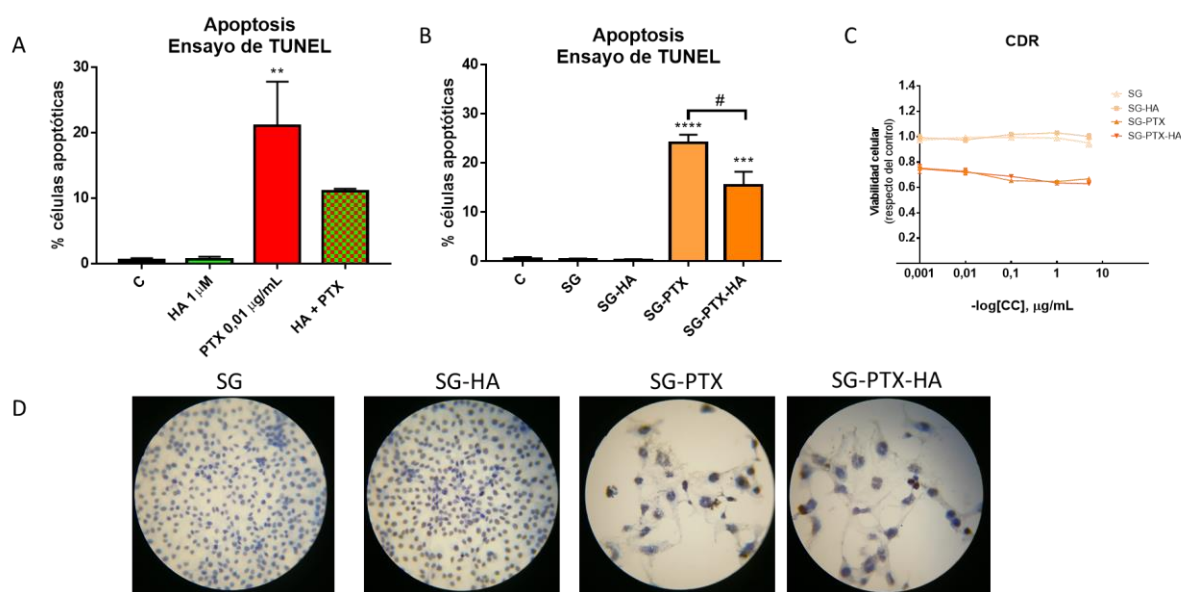 A
Apoptosis
Ensayo de TUNEL
% células apoptóticas
30
20
10
0
**
C
HA 1 µM
PTX 0,01 µg/mL
HA + PTX
B
Apoptosis
Ensayo de TUNEL
% células apoptóticas
40
30
20
10
0
****
#
***
C
SG
SG-HA
SG-PTX
SG-PTX-HA
C
CDR
Viabilidad celular
(respecto del control)
1.4
1.2
1.0
0.8
0.6
0.4
0.2
0,001
0,01
0,1
1
10
-log[CC], µg/mL
SG
SG-HA
SG-PTX
SG-PTX-HA
D
SG
SG-HA
SG-PTX
SG-PTX-HA